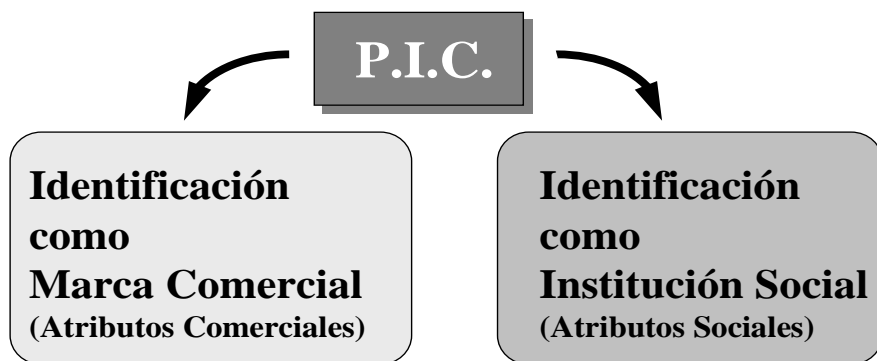 P.I.C.
Identificación
como
Marca Comercial
(Atributos Comerciales)
Identificación
como
Institución Social
(Atributos Sociales)